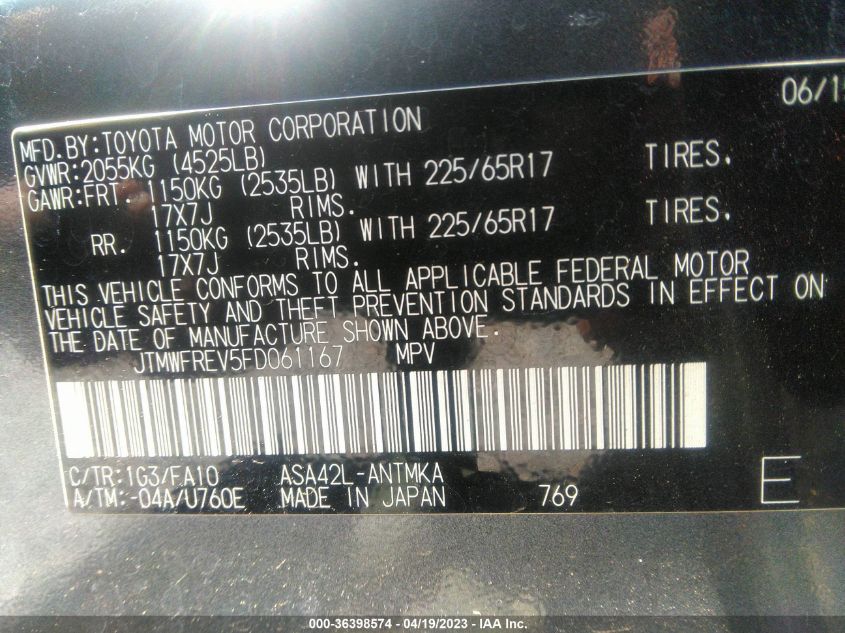 06/15
MFD.BY:TOYOTA MOTOR CORPORATION
GVWR:2055KG (4525LB)
GAWR:FRT. 1150KG (2535LB) WITH 225/65R17 TIRES.
17X7J RIMS.
RR. 1150KG (2535LB) WITH 225/65R17 TIRES.
17X7J RIMS.
THIS VEHICLE CONFORMS TO ALL APPLICABLE FEDERAL MOTOR
VEHICLE SAFETY AND THEFT PREVENTION STANDARDS IN EFFECT ON
THE DATE OF MANUFACTURE SHOWN ABOVE.
JTMWFREV5FD061167 MPV
C/TR:1G3/FA10 ASA42L-ANTMKA
A/TM:-04A/U760E MADE IN JAPAN 769 E
000-36398574 - 04/19/2023 - IAA Inc.